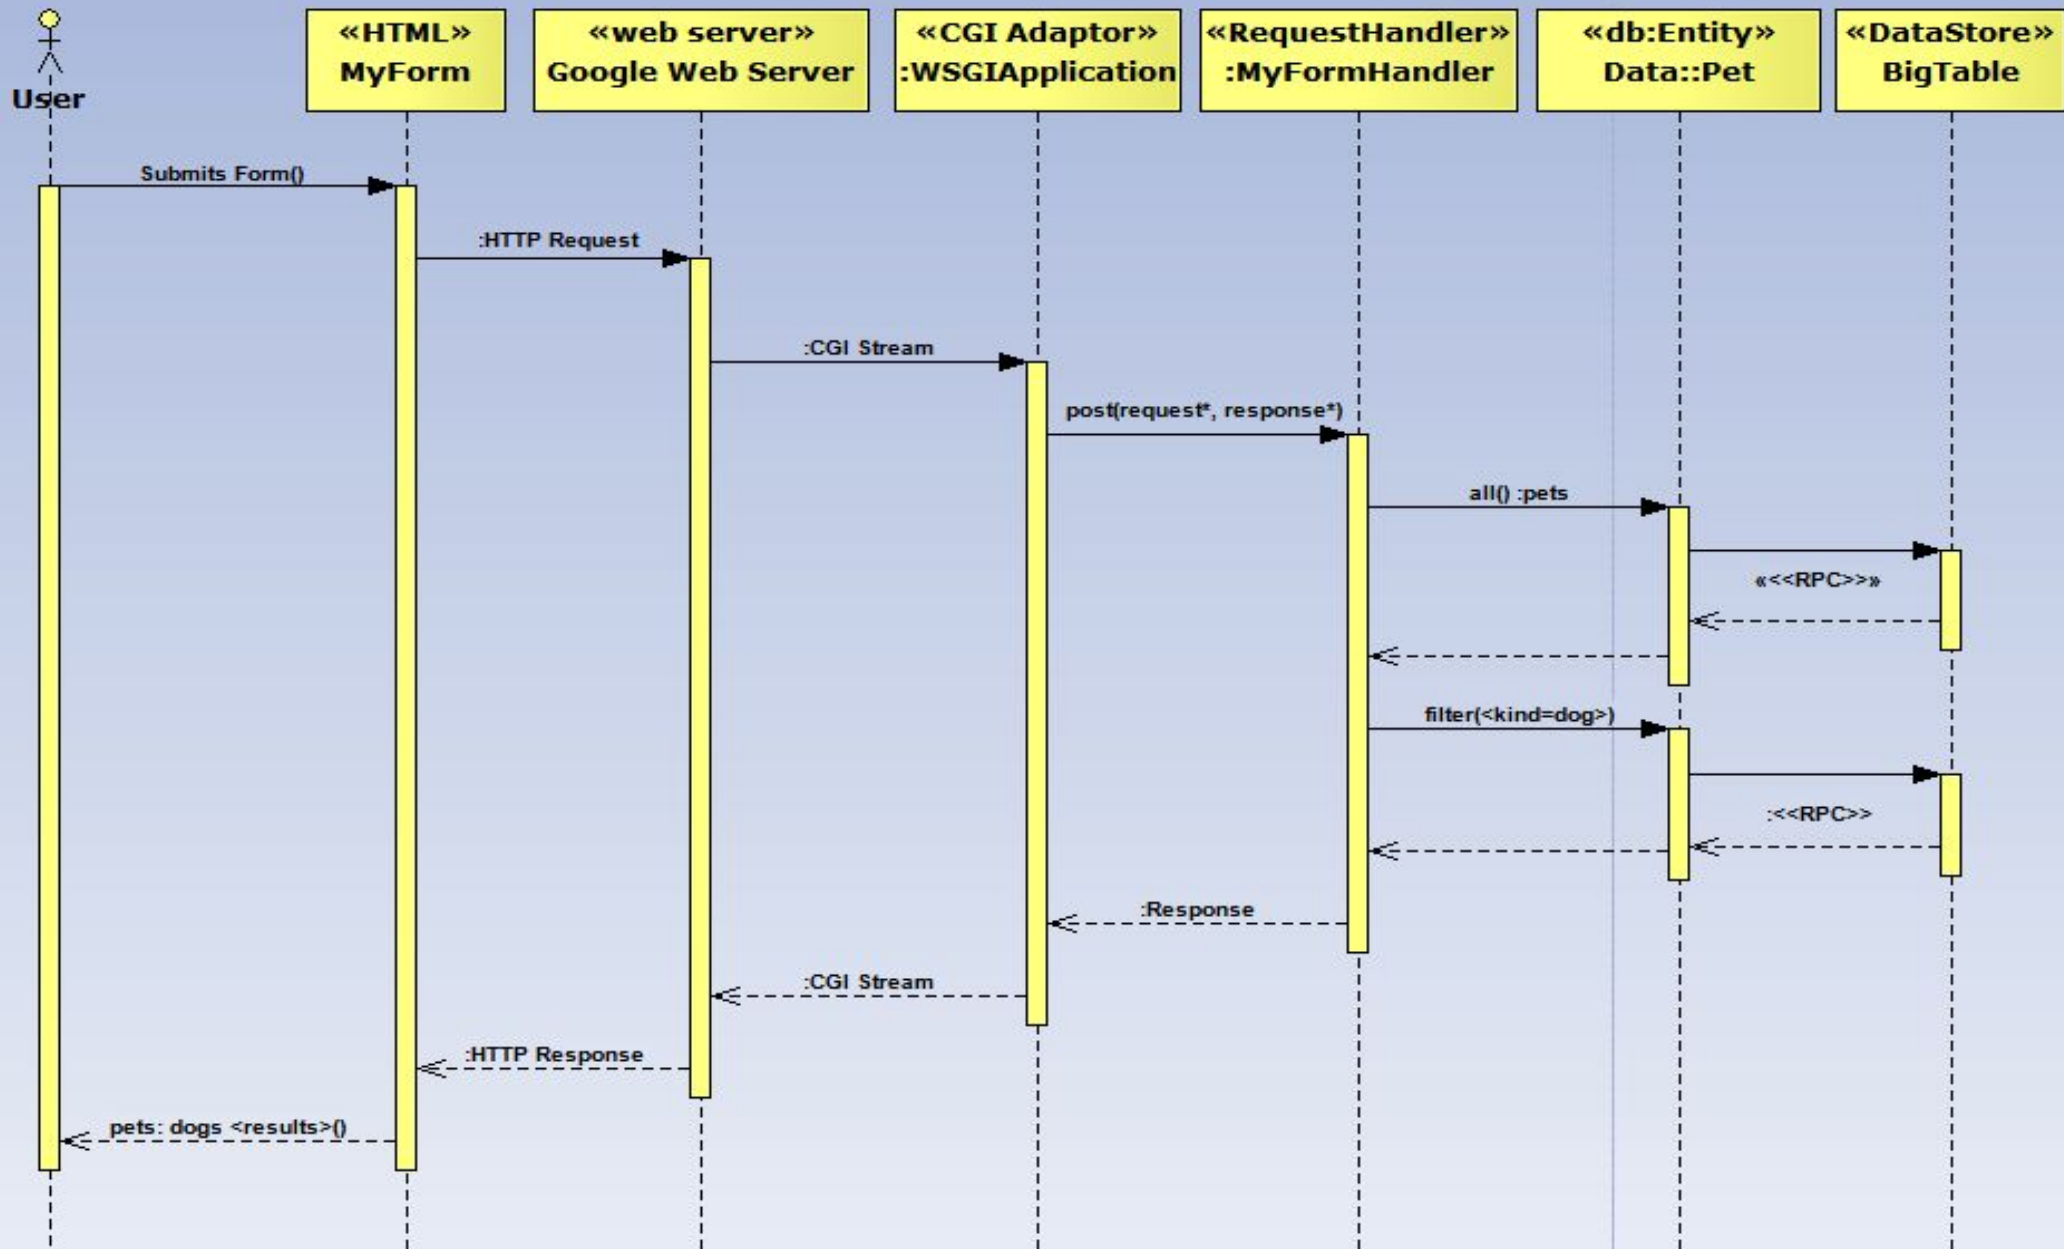 User
«HTML»
MyForm
«web server»
Google Web Server
«CGI Adaptor»
:WSGIApplication
«RequestHandler»
:MyFormHandler
«db:Entity»
Data::Pet
«DataStore»
BigTable
Submits Form()
:HTTP Request
:CGI Stream
post(request*, response*)
all() :pets
«<<RPC>>»
filter(<kind=dog>)
:<<RPC>>
:Response
:CGI Stream
:HTTP Response
pets: dogs <results>()